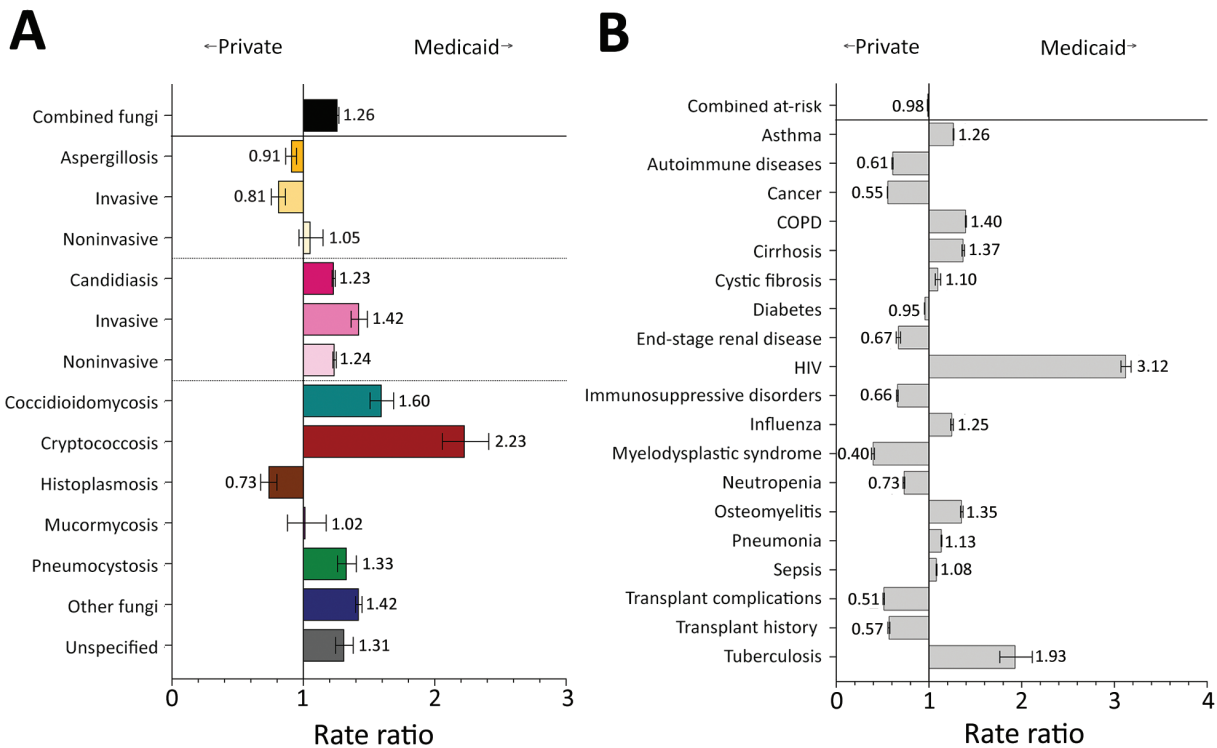 A
←Private Medicaid→
Combined fungi 1.26
Aspergillosis 0.91
Invasive 0.81
Noninvasive 1.05
Candidiasis 1.23
Invasive 1.42
Noninvasive 1.24
Coccidioidomycosis 1.60
Cryptococcosis 2.23
Histoplasmosis 0.73
Mucormycosis 1.02
Pneumocystosis 1.33
Other fungi 1.42
Unspecified 1.31
0 1 2 3
Rate ratio
B
←Private Medicaid→
Combined at-risk 0.98
Asthma 1.26
Autoimmune diseases 0.61
Cancer 0.55
COPD 1.40
Cirrhosis 1.37
Cystic fibrosis 1.10
Diabetes 0.95
End-stage renal disease 0.67
HIV 3.12
Immunosuppressive disorders 0.66
Influenza 1.25
Myelodysplastic syndrome 0.40
Neutropenia 0.73
Osteomyelitis 1.35
Pneumonia 1.13
Sepsis 1.08
Transplant complications 0.51
Transplant history 0.57
Tuberculosis 1.93
0 1 2 3 4
Rate ratio